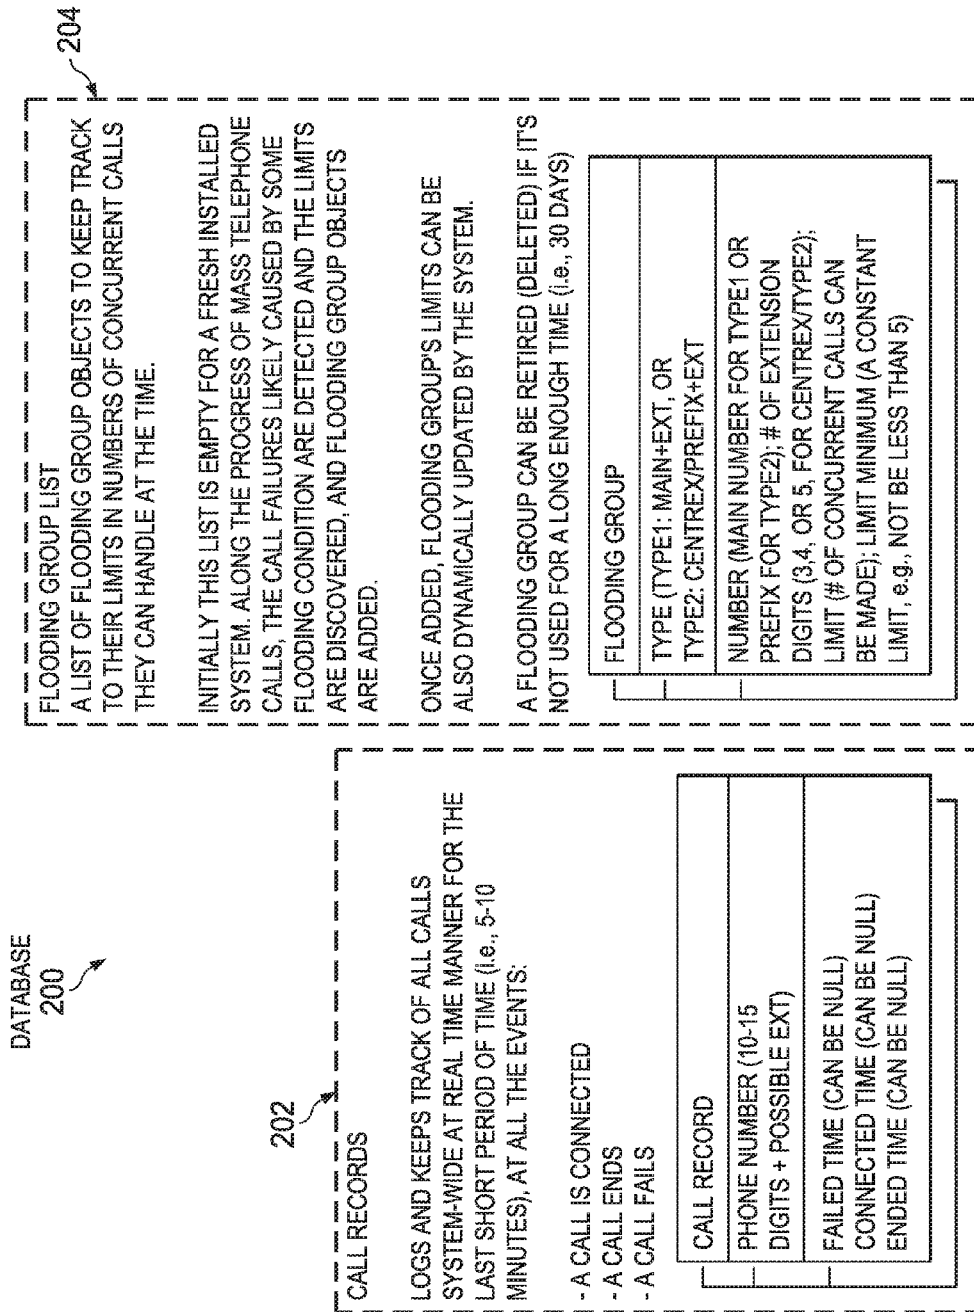 DATABASE
200
202
CALL RECORDS
LOGS AND KEEPS TRACK OF ALL CALLS
SYSTEM-WIDE AT REAL TIME MANNER FOR THE
LAST SHORT PERIOD OF TIME (i.e., 5-10
MINUTES), AT ALL THE EVENTS:
- A CALL IS CONNECTED
- A CALL ENDS
- A CALL FAILS
CALL RECORD
PHONE NUMBER (10-15
DIGITS + POSSIBLE EXT)
FAILED TIME (CAN BE NULL)
CONNECTED TIME (CAN BE NULL)
ENDED TIME (CAN BE NULL)
204
FLOODING GROUP LIST
A LIST OF FLOODING GROUP OBJECTS TO KEEP TRACK
TO THEIR LIMITS IN NUMBERS OF CONCURRENT CALLS
THEY CAN HANDLE AT THE TIME.
INITIALLY THIS LIST IS EMPTY FOR A FRESH INSTALLED
SYSTEM. ALONG THE PROGRESS OF MASS TELEPHONE
CALLS, THE CALL FAILURES LIKELY CAUSED BY SOME
FLOODING CONDITION ARE DETECTED AND THE LIMITS
ARE DISCOVERED, AND FLOODING GROUP OBJECTS
ARE ADDED.
ONCE ADDED, FLOODING GROUP'S LIMITS CAN BE
ALSO DYNAMICALLY UPDATED BY THE SYSTEM.
A FLOODING GROUP CAN BE RETIRED (DELETED) IF IT'S
NOT USED FOR A LONG ENOUGH TIME (i.e., 30 DAYS)
FLOODING GROUP
TYPE (TYPE1: MAIN+EXT, OR
TYPE2: CENTREX/PREFIX+EXT
NUMBER (MAIN NUMBER FOR TYPE1 OR
PREFIX FOR TYPE2); # OF EXTENSION
DIGITS (3,4, OR 5, FOR CENTREX/TYPE2);
LIMIT (# OF CONCURRENT CALLS CAN
BE MADE); LIMIT MINIMUM (A CONSTANT
LIMIT, e.g., NOT BE LESS THAN 5)